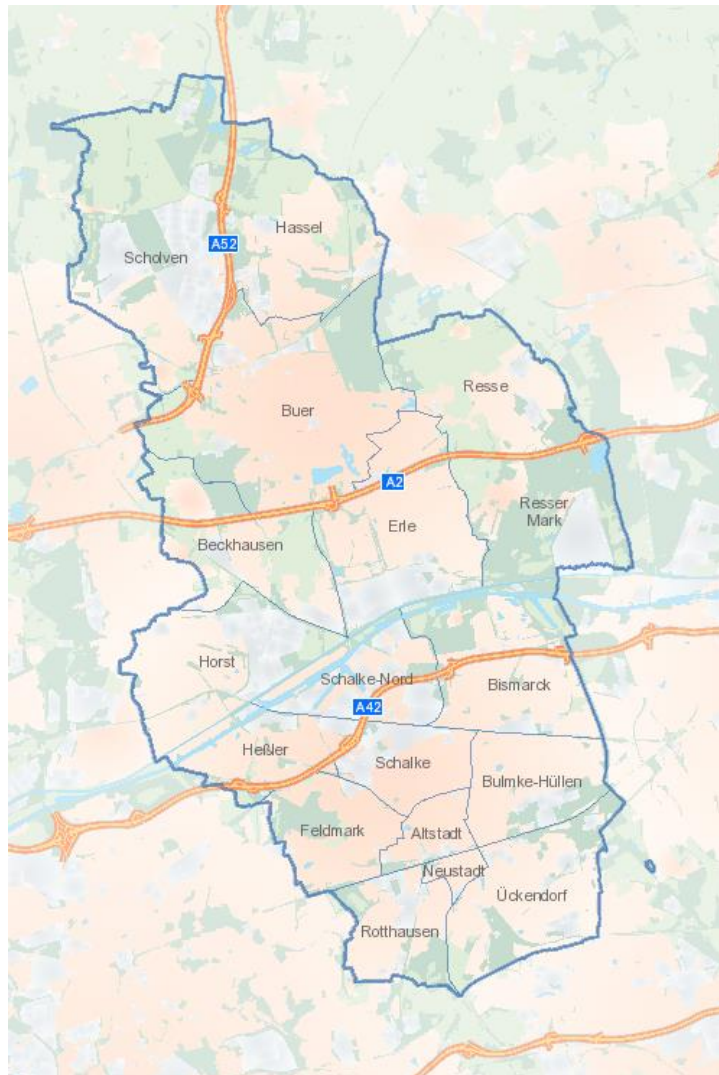 Hassel
A52
Scholven
Resse
Buer
A2
Resser
Mark
Erle
Beckhausen
Horst
Schalke-Nord
Bismarck
A42
Heßler
Schalke
Bulmke-Hüllen
Feldmark
Altstadt
Neustadt
Ückendorf
Rotthausen